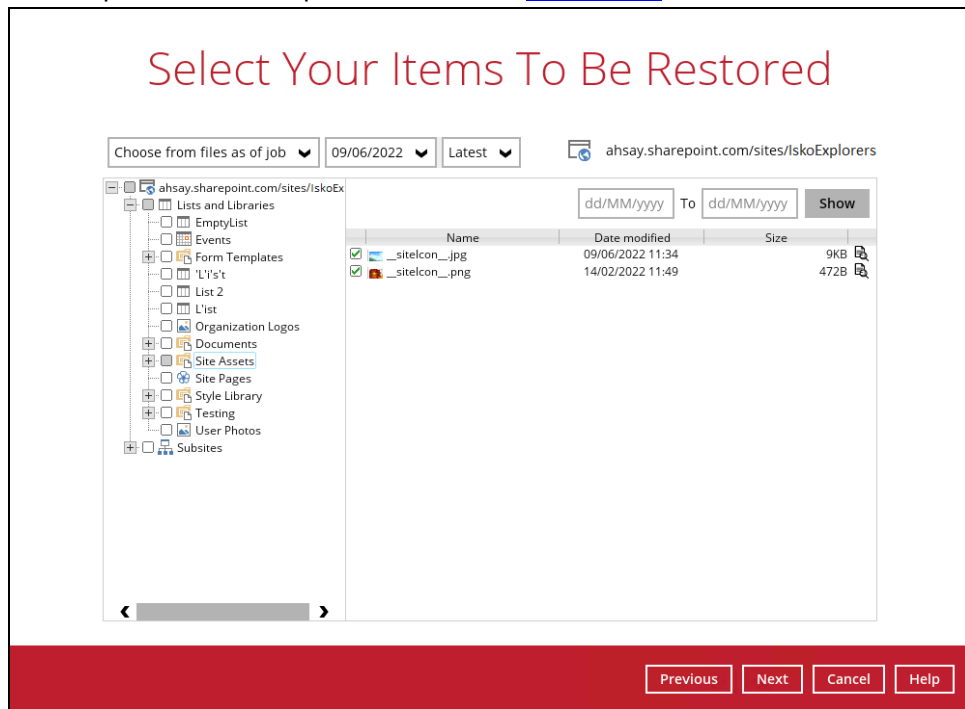 Select Your Items To Be Restored
Choose from files as of job 09/06/2022 Latest ahsay.sharepoint.com/sites/IskoExplorers
ahsay.sharepoint.com/sites/IskoEx
Lists and Libraries
EmptyList
Events
Form Templates
'L'i's't
List 2
L'ist
Organization Logos
Documents
Site Assets
Site Pages
Style Library
Testing
User Photos
Subsites
dd/MM/yyyy To dd/MM/yyyy Show
Name Date modified Size
__siteIcon__.jpg 09/06/2022 11:34 9KB
__siteIcon__.png 14/02/2022 11:49 472B
Previous Next Cancel Help